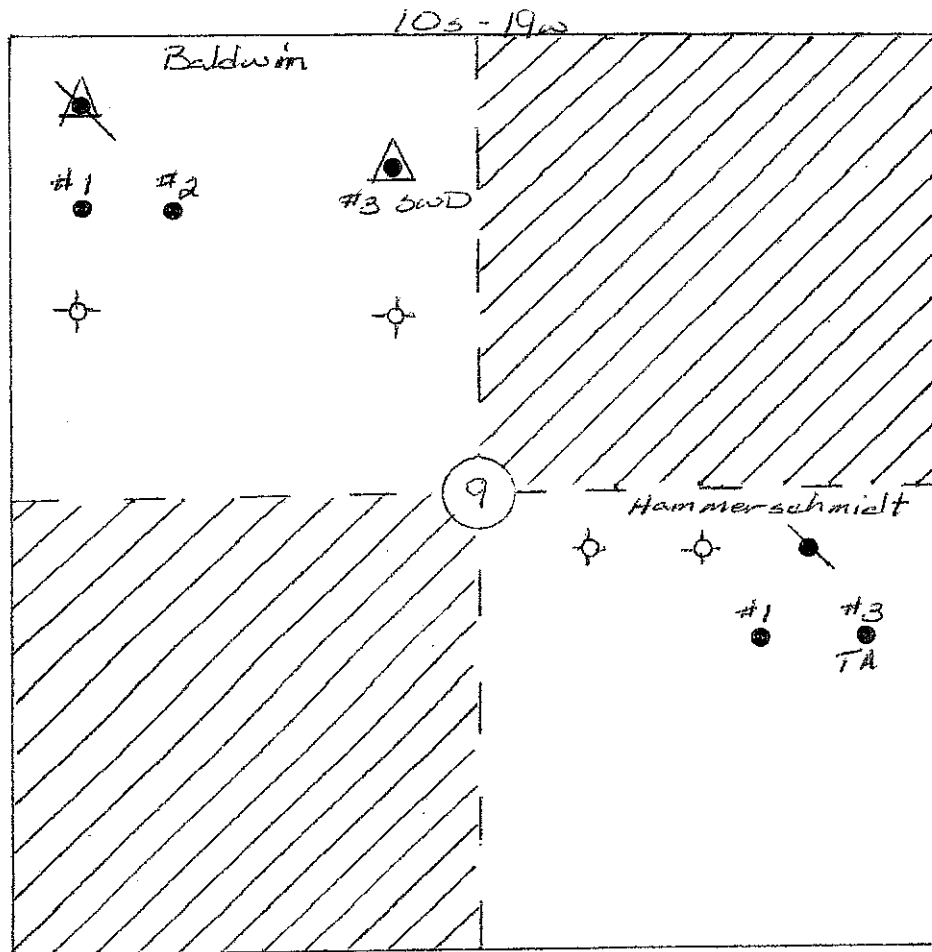 10s - 19w
Baldwin
#1 #2
#3 SWD
9
Hammerschmidt
#1 #3
TA